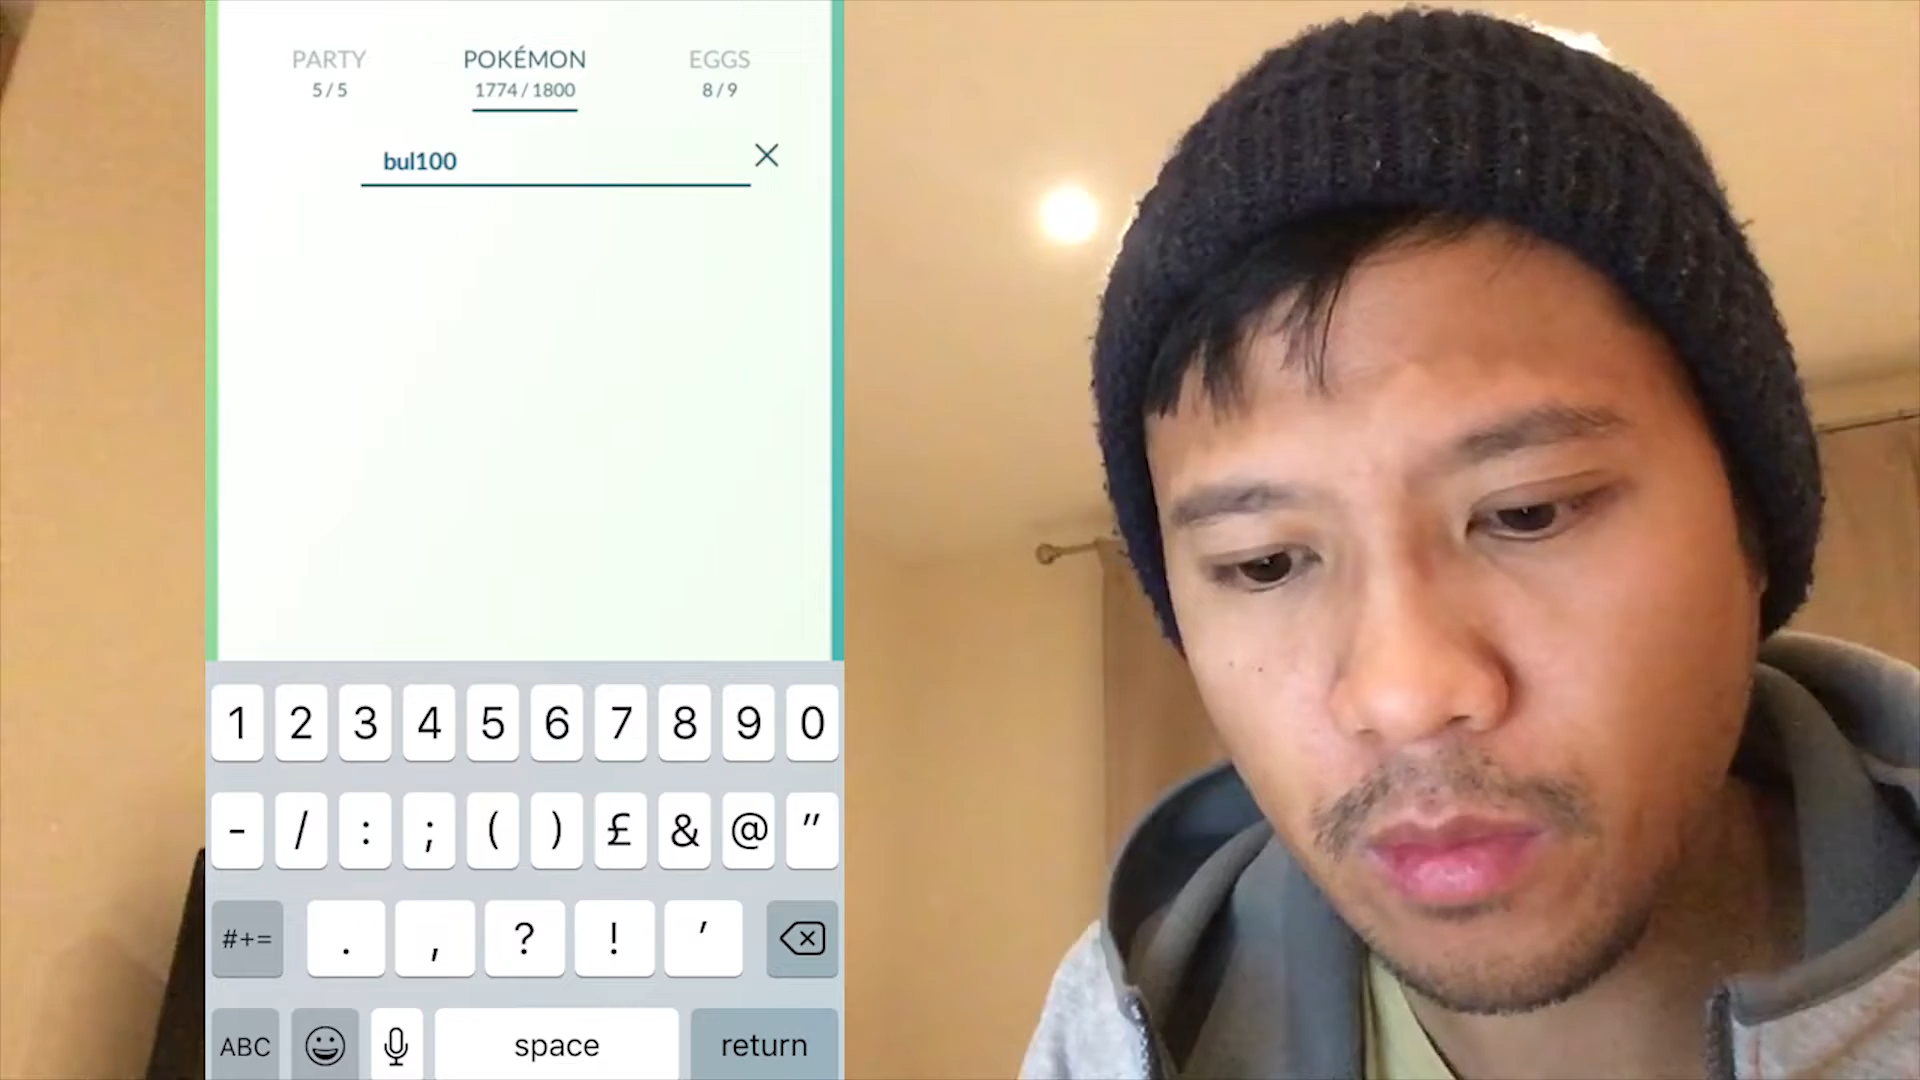 PARTY POKÉMON EGGS
5 / 5 1774 / 1800 8 / 9
bul100
1 2 3 4 5 6 7 8 9 0
- / : ; ( ) £ & @ "
#+= . , ? ! '
ABC space return